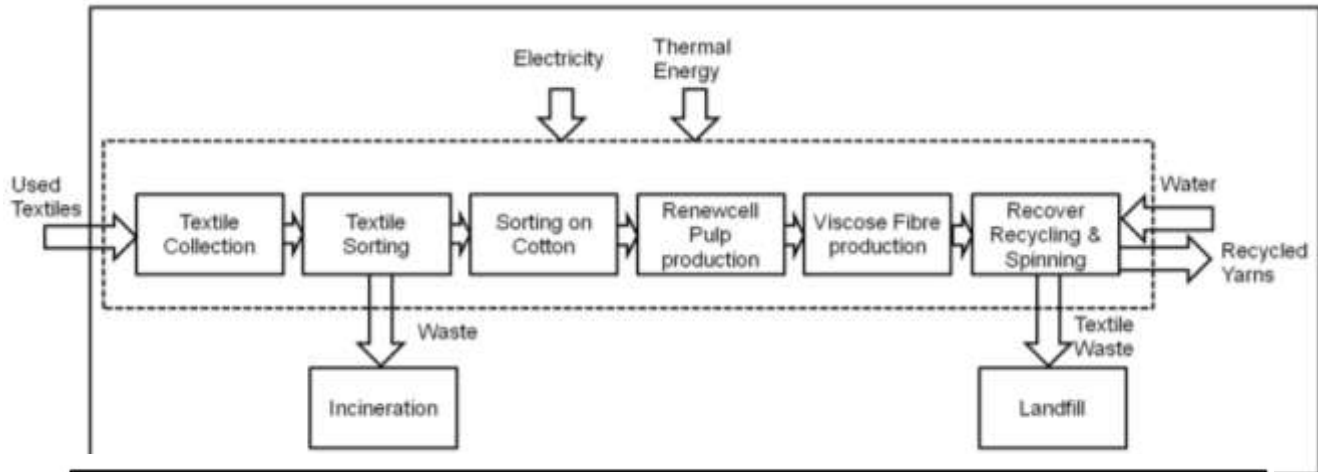 Electricity
Thermal
Energy
Used
Textiles
Textile
Collection
Textile
Sorting
Sorting on
Cotton
Renewcell
Pulp
production
Viscose Fibre
production
Recover
Recycling &
Spinning
Water
Recycled
Yarns
Waste
Textile
Waste
Incineration
Landfill